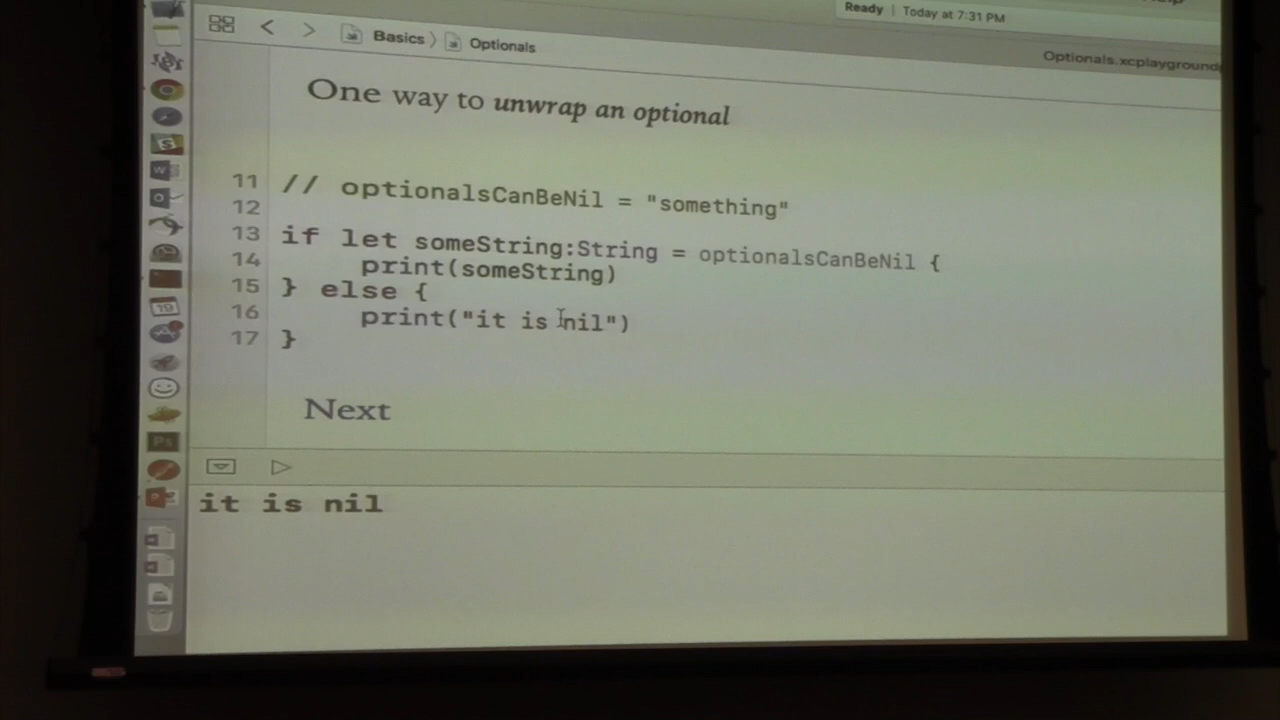 Ready | Today at 7:31 PM
Basics
Optionals
Optionals.xcplayground
One way to unwrap an optional
11 // optionalsCanBeNil = "something"
12
13 if let someString:String = optionalsCanBeNil {
14 print(someString)
15 } else {
16 print("it is nil")
17 }
Next
it is nil
S
W
O
19
Ps
P